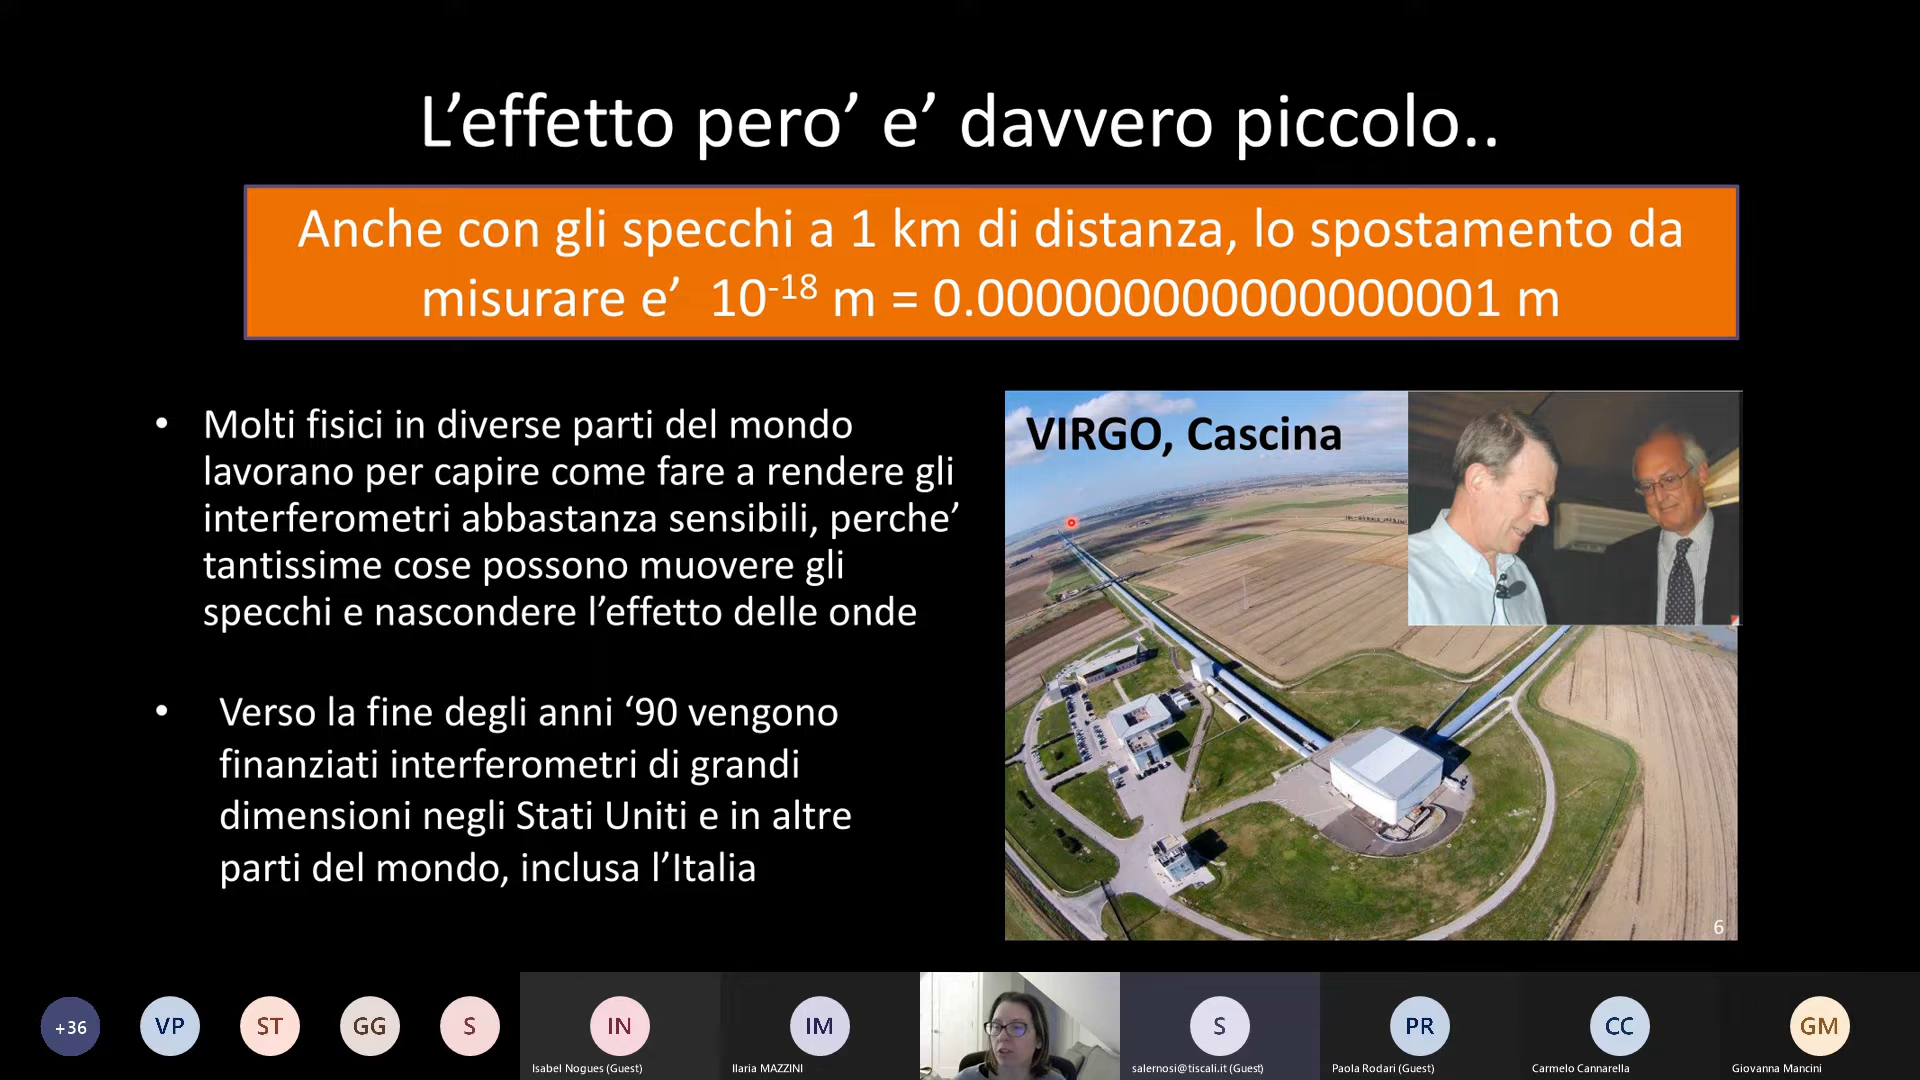 L’effetto pero’ e’ davvero piccolo..
Anche con gli specchi a 1 km di distanza, lo spostamento da
misurare e’ 10-18 m = 0.000000000000000001 m
• Molti fisici in diverse parti del mondo
lavorano per capire come fare a rendere gli
interferometri abbastanza sensibili, perche’
tantissime cose possono muovere gli
specchi e nascondere l’effetto delle onde
• Verso la fine degli anni ‘90 vengono
finanziati interferometri di grandi
dimensioni negli Stati Uniti e in altre
parti del mondo, inclusa l’Italia
VIRGO, Cascina
6
+36
VP
ST
GG
S
IN
Isabel Nogues (Guest)
IM
Ilaria MAZZINI
S
salernosi@tiscali.it (Guest)
PR
Paola Rodari (Guest)
CC
Carmelo Cannarella
GM
Giovanna Mancini